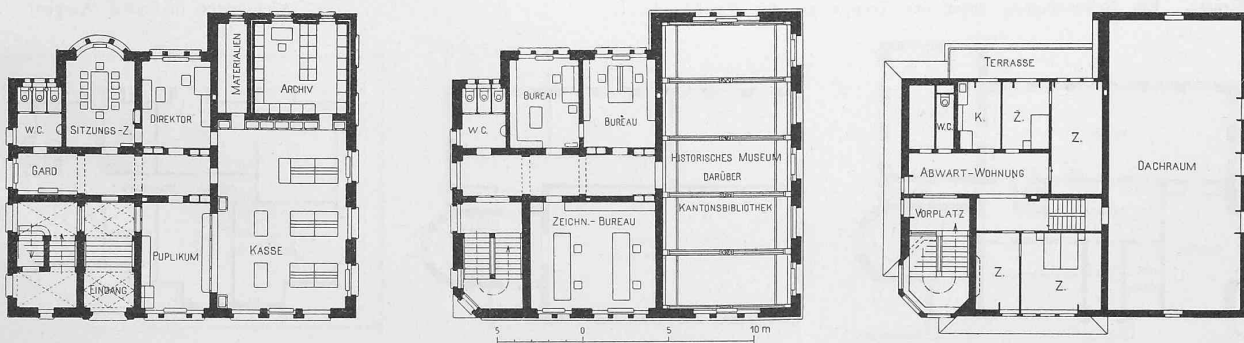 MATERIALIEN
ARCHIV
DIREKTOR
SITZUNGS-Z.
W.C.
GARD
KASSE
PUPLIKUM
EINGANG
BUREAU
BUREAU
W.C.
HISTORISCHES MUSEUM
DARÜBER
KANTONSBIBLIOTHEK
ZEICHN.-BUREAU
5 0 5 10 m
TERRASSE
W.C.
K.
Z.
Z.
DACHRAUM
ABWART-WOHNUNG
VORPLATZ
Z.
Z.